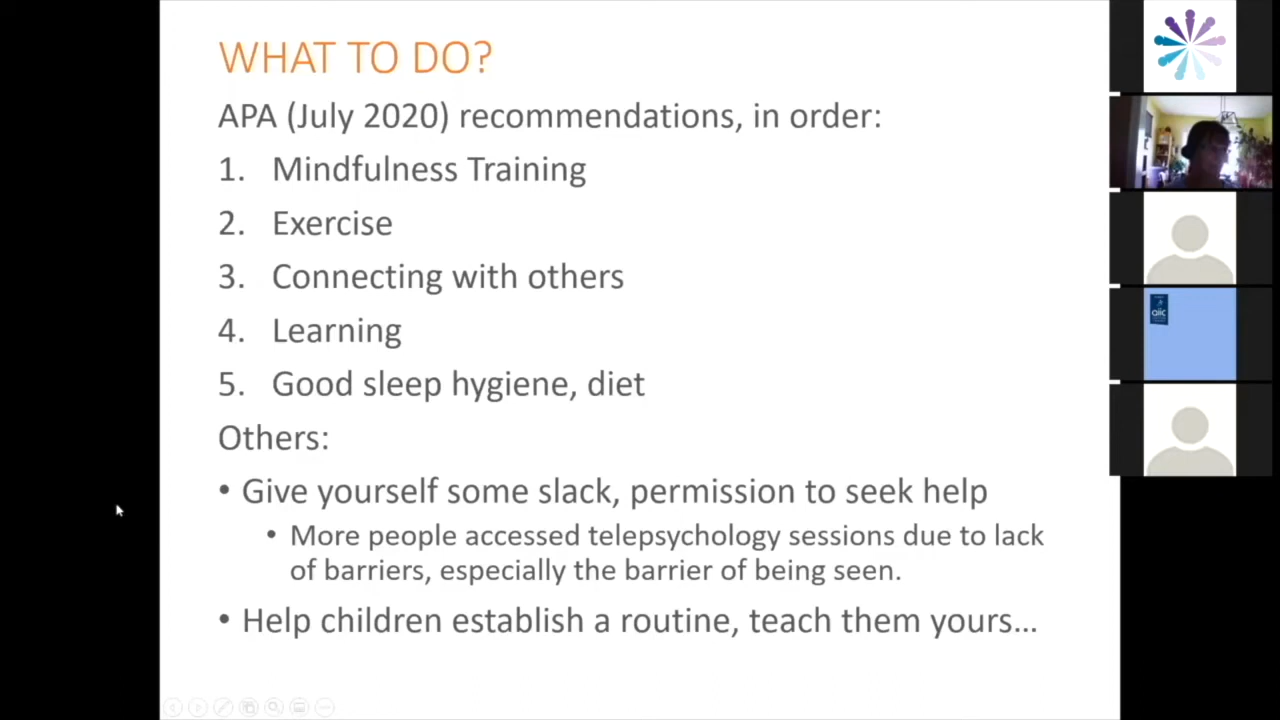 WHAT TO DO?
APA (July 2020) recommendations, in order:
1. Mindfulness Training
2. Exercise
3. Connecting with others
4. Learning
5. Good sleep hygiene, diet
Others:
• Give yourself some slack, permission to seek help
• More people accessed telepsychology sessions due to lack
of barriers, especially the barrier of being seen.
• Help children establish a routine, teach them yours…
aiic